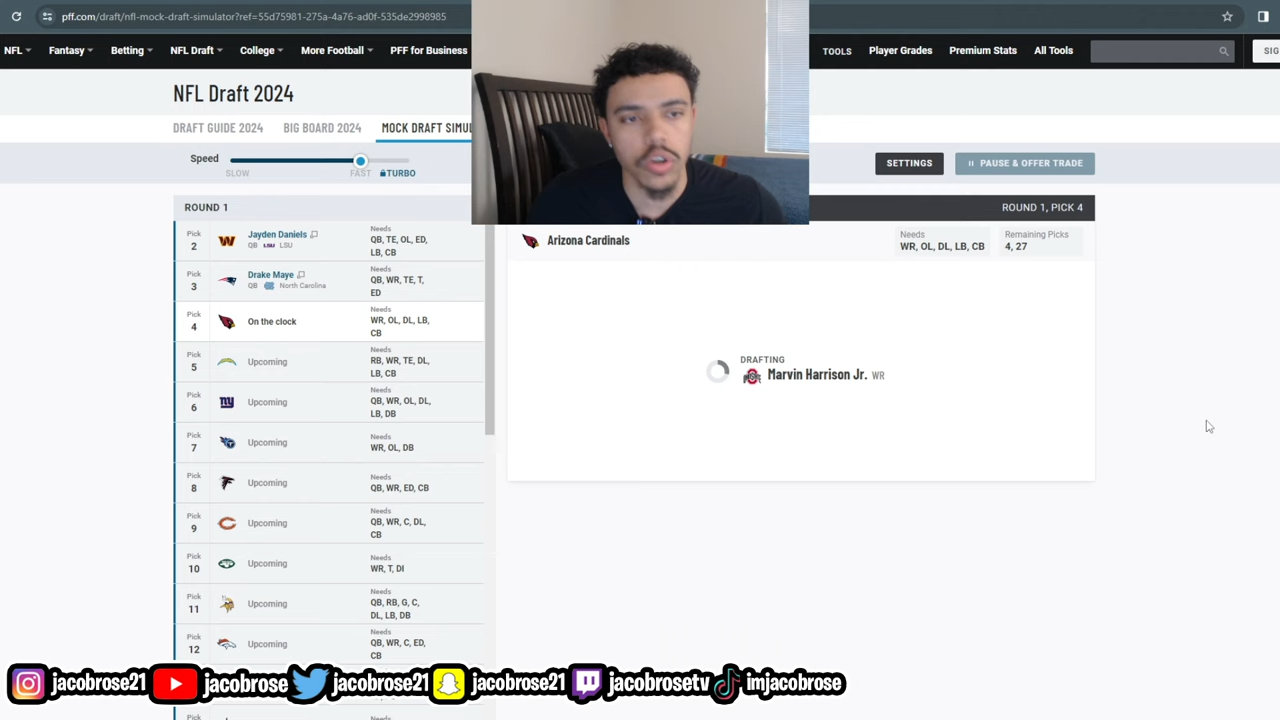 pff.com/draft/nfl-mock-draft-simulator?ref=55d75981-275a-4a76-ad0f-535de2998985
NFL Fantasy Betting NFL Draft College More Football PFF for Business TOOLS Player Grades Premium Stats All Tools SIG
NFL Draft 2024
DRAFT GUIDE 2024 BIG BOARD 2024 MOCK DRAFT SIMU
Speed
SLOW FAST TURBO
SETTINGS
PAUSE & OFFER TRADE
ROUND 1
ROUND 1, PICK 4
Arizona Cardinals
Needs
WR, OL, DL, LB, CB
Remaining Picks
4, 27
DRAFTING
Marvin Harrison Jr. WR
Pick
2
Jayden Daniels
QB LSU LSU
Needs
QB, TE, OL, ED,
LB, CB
Pick
3
Drake Maye
QB North Carolina
Needs
QB, WR, TE, T,
ED
Pick
4
On the clock
Needs
WR, OL, DL, LB,
CB
Pick
5
Upcoming
Needs
RB, WR, TE, DL,
LB, CB
Pick
6
Upcoming
Needs
QB, WR, OL, DL,
LB, DB
Pick
7
Upcoming
Needs
WR, OL, DB
Pick
8
Upcoming
Needs
QB, WR, ED, CB
Pick
9
Upcoming
Needs
QB, WR, C, DL,
CB
Pick
10
Upcoming
Needs
WR, T, DI
Pick
11
Upcoming
Needs
QB, RB, G, C,
DL, LB, DB
Pick
12
Upcoming
Needs
QB, WR, C, ED,
CB
jacobrose21 jacobrose jacobrose21 jacobrose21 jacobrosetv imjacobrose